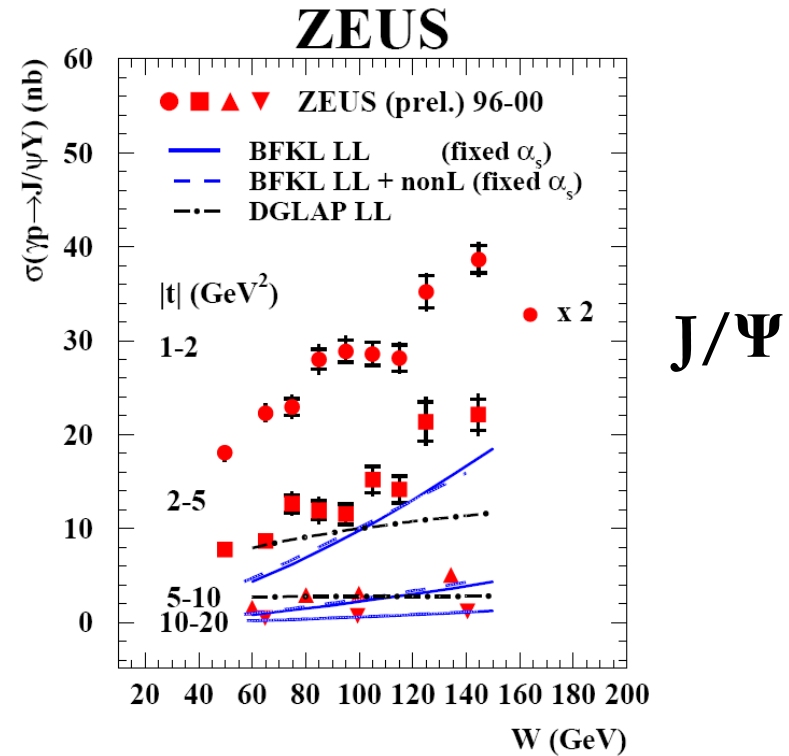 ZEUS
σ(γp→J/ψY) (nb)
60
50
40
30
20
10
0
ZEUS (prel.) 96-00
BFKL LL (fixed αs)
BFKL LL + nonL (fixed αs)
DGLAP LL
|t| (GeV²)
1-2
x 2
2-5
5-10
10-20
J/Ψ
20 40 60 80 100 120 140 160 180 200
W (GeV)